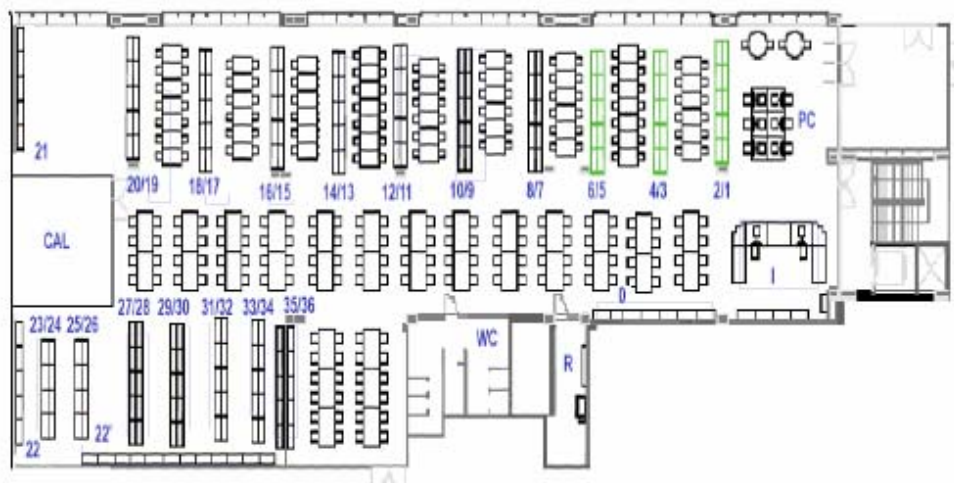 PC
21
20/19 18/17 16/15 14/13 12/11 10/9 8/7 6/5 4/3 2/1
CAL
I
0
27/28 29/30 31/32 33/34 35/36
23/24 25/26
WC
R
22 22'